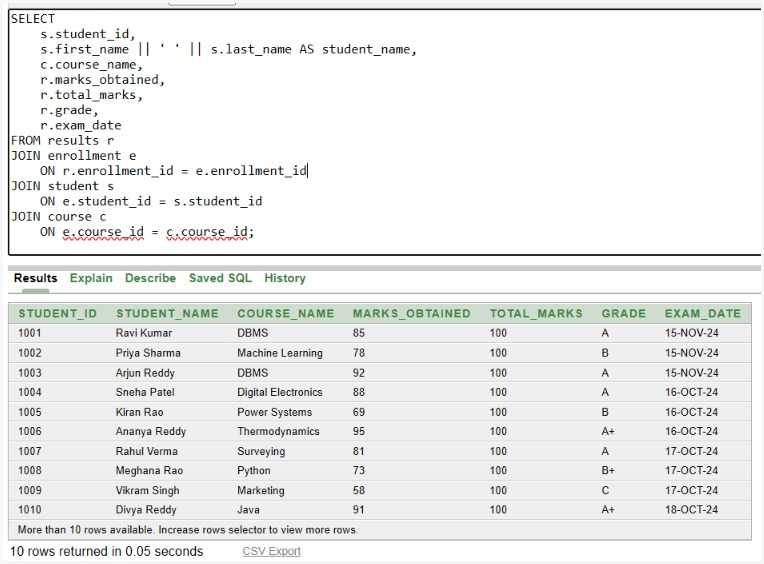 SELECT
    s.student_id,
    s.first_name || ' ' || s.last_name AS student_name,
    c.course_name,
    r.marks_obtained,
    r.total_marks,
    r.grade,
    r.exam_date
FROM results r
JOIN enrollment e
    ON r.enrollment_id = e.enrollment_id
JOIN student s
    ON e.student_id = s.student_id
JOIN course c
    ON e.course_id = c.course_id;
Results Explain Describe Saved SQL History
STUDENT_ID STUDENT_NAME COURSE_NAME MARKS_OBTAINED TOTAL_MARKS GRADE EXAM_DATE
1001 Ravi Kumar DBMS 85 100 A 15-NOV-24
1002 Priya Sharma Machine Learning 78 100 B 15-NOV-24
1003 Arjun Reddy DBMS 92 100 A 15-NOV-24
1004 Sneha Patel Digital Electronics 88 100 A 16-OCT-24
1005 Kiran Rao Power Systems 69 100 B 16-OCT-24
1006 Ananya Reddy Thermodynamics 95 100 A+ 16-OCT-24
1007 Rahul Verma Surveying 81 100 A 17-OCT-24
1008 Meghana Rao Python 73 100 B+ 17-OCT-24
1009 Vikram Singh Marketing 58 100 C 17-OCT-24
1010 Divya Reddy Java 91 100 A+ 18-OCT-24
More than 10 rows available. Increase rows selector to view more rows.
10 rows returned in 0.05 seconds CSV Export